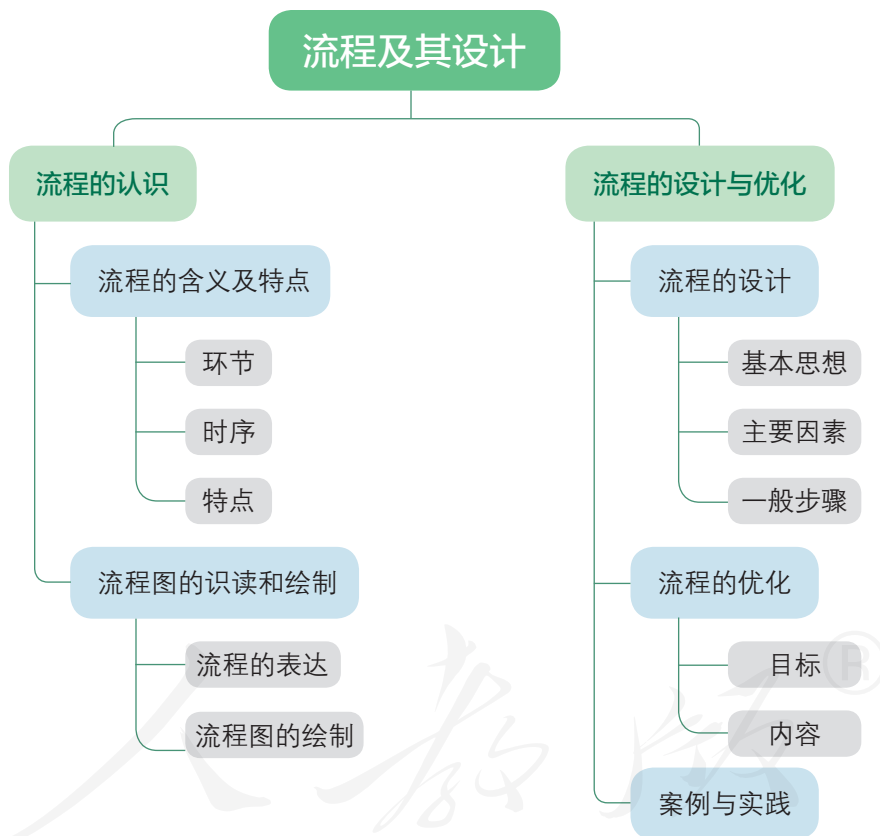 流程及其设计
流程的认识
流程的含义及特点
环节
时序
特点
流程图的识读和绘制
流程的表达
流程图的绘制
流程的设计与优化
流程的设计
基本思想
主要因素
一般步骤
流程的优化
目标
内容
案例与实践
人教版®